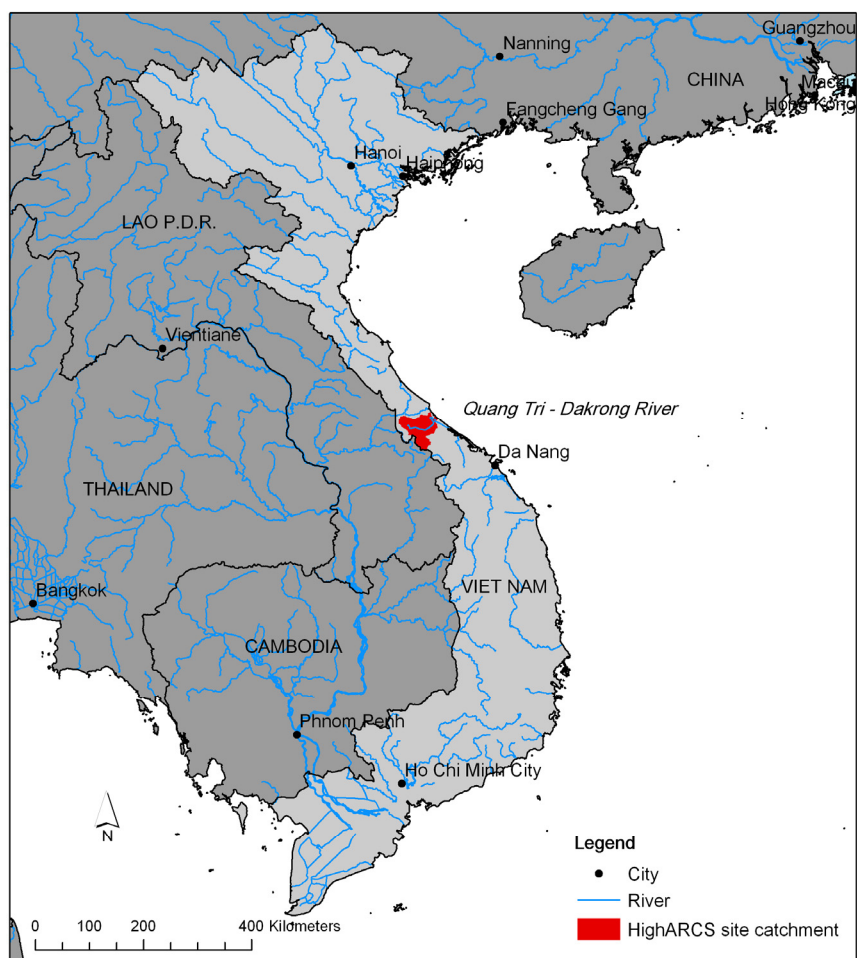 Guangzhou
Nanning
CHINA
Macau
Fangcheng Gang
Hong Kong
Hanoi
Haiphong
LAO P.D.R.
Vientiane
Quang Tri - Dakrong River
Da Nang
THAILAND
VIET NAM
Bangkok
CAMBODIA
Phnom Penh
Ho Chi Minh City
N
Legend
City
River
HighARCS site catchment
0 100 200 400 Kilometers